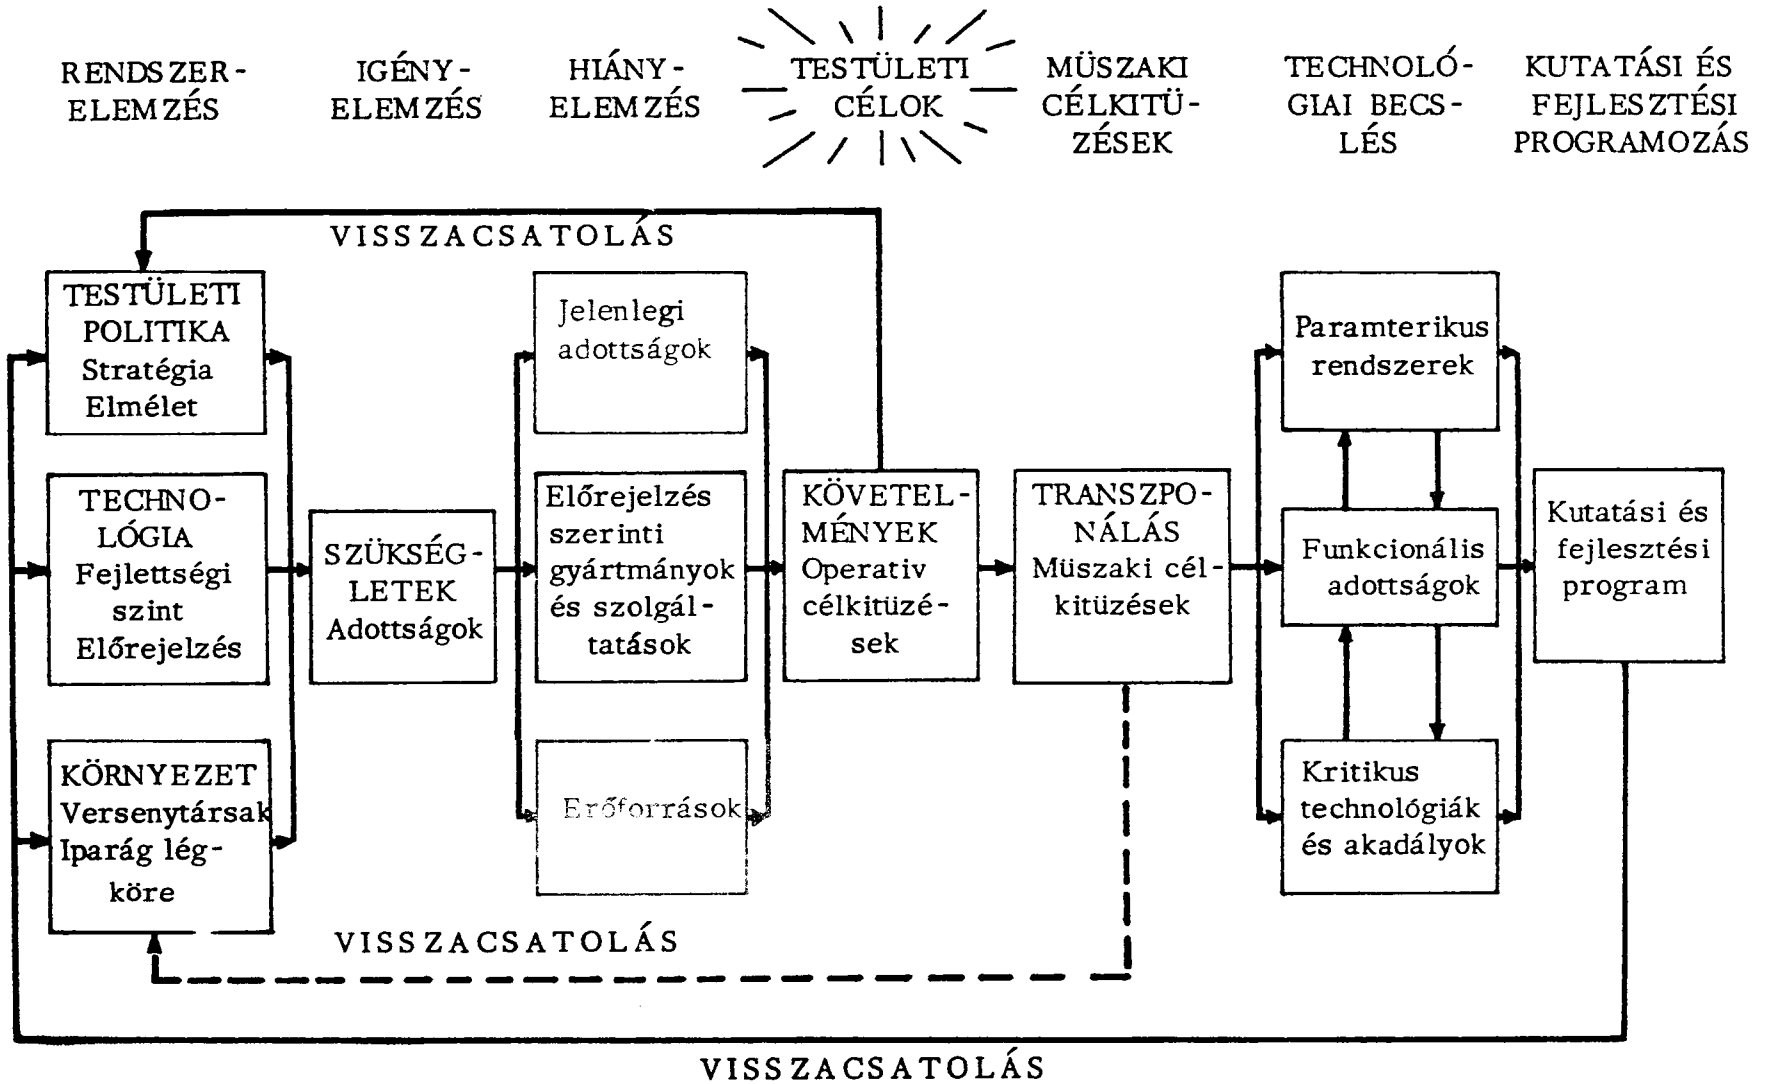 RENDSZER-
ELEMZÉS
IGÉNY-
ELEMZÉS
HIÁNY-
ELEMZÉS
TESTÜLETI
CÉLOK
MÜSZAKI
CÉLKITÜ-
ZÉSEK
TECHNOLÓ-
GIAI BECS-
LÉS
KUTATÁSI ÉS
FEJLESZTÉSI
PROGRAMOZÁS
VISSZACSATOLÁS
TESTÜLETI
POLITIKA
Stratégia
Elmélet
TECHNO-
LÓGIA
Fejlettségi
szint
Előrejelzés
KÖRNYEZET
Versenytársak
Iparág lég-
köre
SZÜKSÉG-
LETEK
Adottságok
Jelenlegi
adottságok
Előrejelzés
szerinti
gyártmányok
és szolgál-
tatások
Erőforrások
KÖVETEL-
MÉNYEK
Operativ
célkitüzé-
sek
TRANSZPO-
NÁLÁS
Müszaki cél-
kitüzések
Paramterikus
rendszerek
Funkcionális
adottságok
Kritikus
technológiák
és akadályok
Kutatási és
fejlesztési
program
VISSZACSATOLÁS
VISSZACSATOLÁS